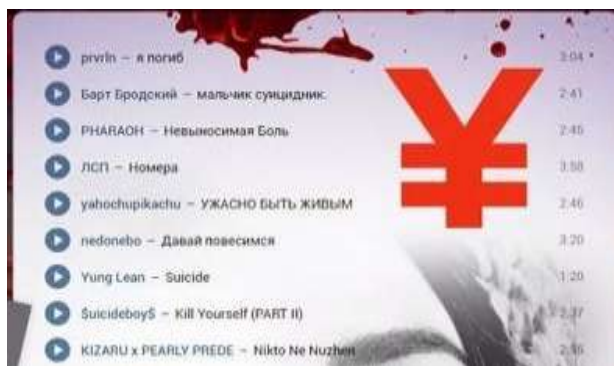 prvrln – я погиб 3:04
Барт Бродский – мальчик суицидник. 2:41
PHARAOH – Невыносимая Боль 2:45
ЛСП – Номера 3:58
yahochupikachu – УЖАСНО БЫТЬ ЖИВЫМ 2:46
nedonebo – Давай повесимся 3:20
Yung Lean – Suicide 1:20
$uicideboy$ – Kill Yourself (PART II) 2:37
KIZARU x PEARLY PREDE – Nikto Ne Nuzhen
¥